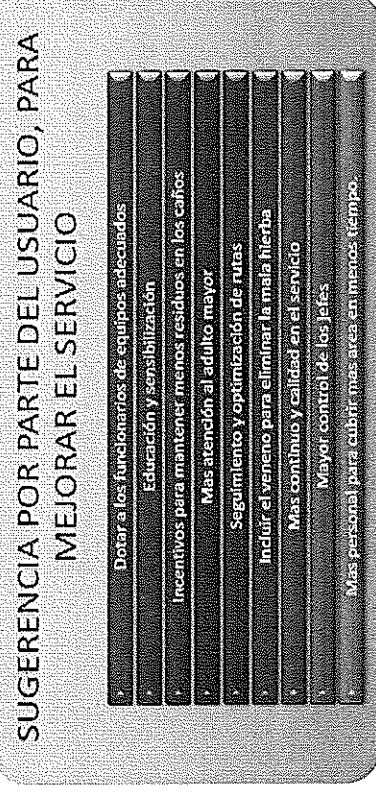 SUGERENCIA POR PARTE DEL USUARIO, PARA
MEJORAR EL SERVICIO
Dotar a los funcionarios de equipos adecuados
Educación y sensibilización
Incentivos para mantener menos residuos en los caños
Mas atención al adulto mayor
Seguimiento y optimización de rutas
Incluir el veneno para eliminar la mala hierba
Mas continuo y calidad en el servicio
Mayor control de los jefes
Mas personal para cubrir mas area en menos tiempo.